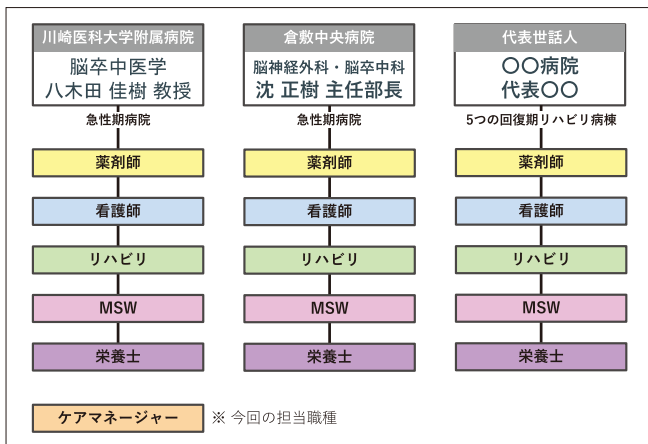 川崎医科大学附属病院
脳卒中医学
八木田 佳樹 教授
急性期病院
薬剤師
看護師
リハビリ
MSW
栄養士
倉敷中央病院
脳神経外科・脳卒中科
沈 正樹 主任部長
急性期病院
薬剤師
看護師
リハビリ
MSW
栄養士
代表世話人
〇〇病院
代表〇〇
5つの回復期リハビリ病棟
薬剤師
看護師
リハビリ
MSW
栄養士
ケアマネージャー ※ 今回の担当職種